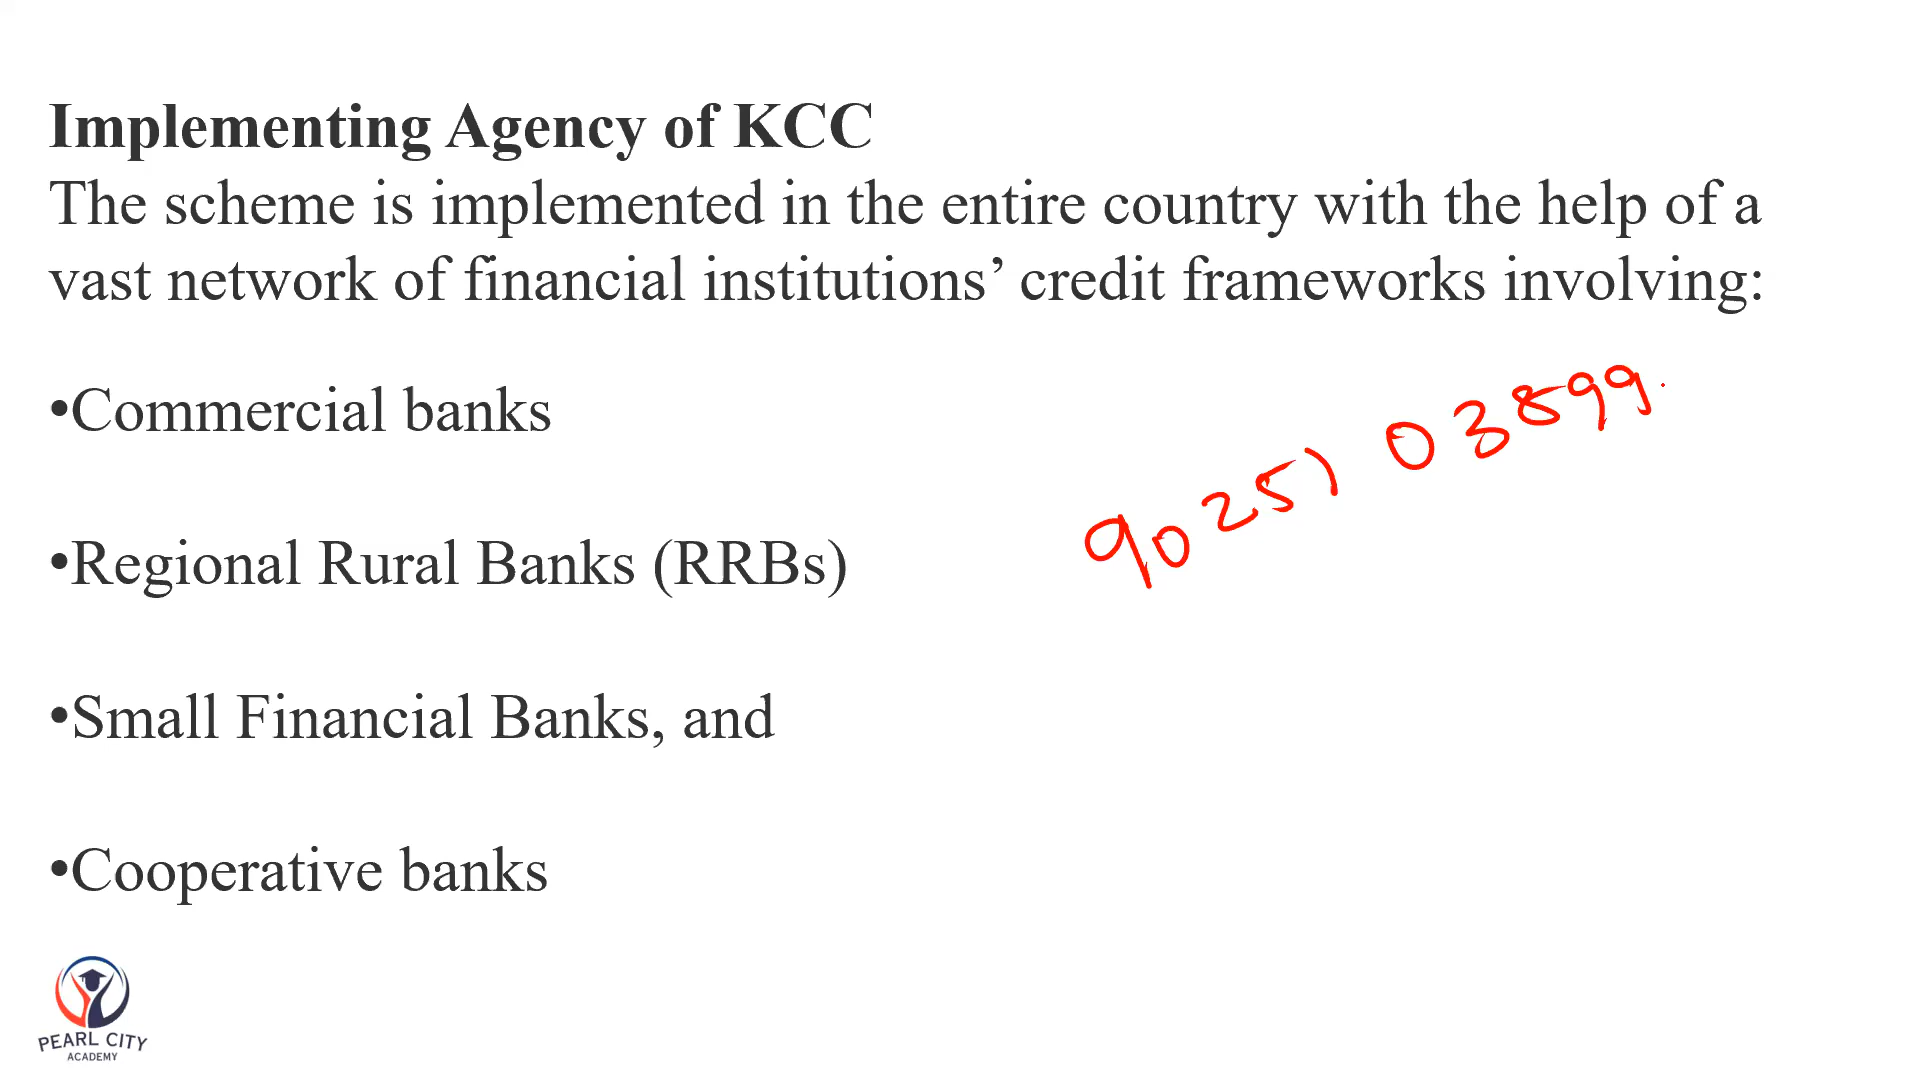 Implementing Agency of KCC
The scheme is implemented in the entire country with the help of a
vast network of financial institutions’ credit frameworks involving:
•Commercial banks
90251 03899
•Regional Rural Banks (RRBs)
•Small Financial Banks, and
•Cooperative banks
PEARL CITY
ACADEMY